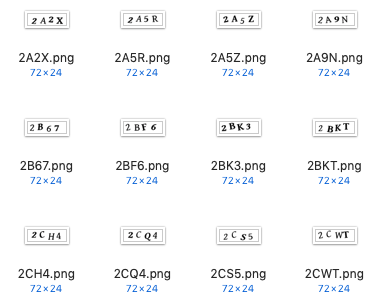 2A2X 2A5R 2A5Z 2A9N
2A2X.png 2A5R.png 2A5Z.png 2A9N.png
72×24 72×24 72×24 72×24
2B67 2BF6 2BK3 2BKT
2B67.png 2BF6.png 2BK3.png 2BKT.png
72×24 72×24 72×24 72×24
2CH4 2CQ4 2CS5 2CWT
2CH4.png 2CQ4.png 2CS5.png 2CWT.png
72×24 72×24 72×24 72×24